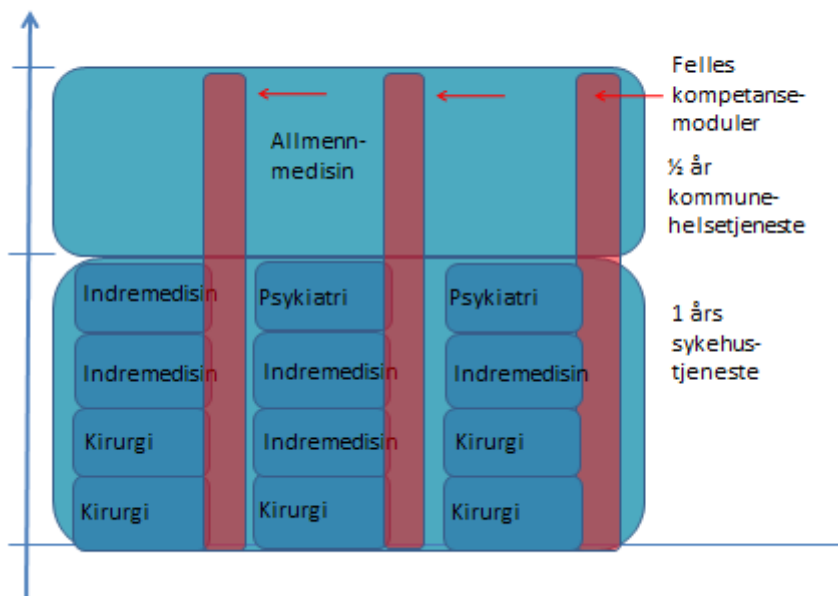 Felles
kompetanse-
moduler
Allmenn-
medisin
½ år
kommune-
helsetjeneste
Indremedisin
Psykiatri
Psykiatri
1 års
sykehus-
tjeneste
Indremedisin
Indremedisin
Indremedisin
Kirurgi
Indremedisin
Kirurgi
Kirurgi
Kirurgi
Kirurgi